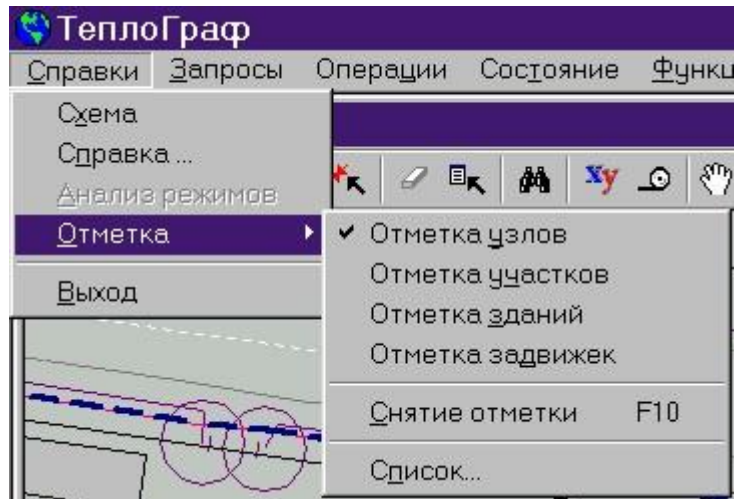 ТеплоГраф
Справки Запросы Операции Состояние
Схема
Справка ...
Анализ режимов
Отметка
Выход
xy
Отметка узлов
Отметка участков
Отметка зданий
Отметка задвижек
Снятие отметки F10
Список...